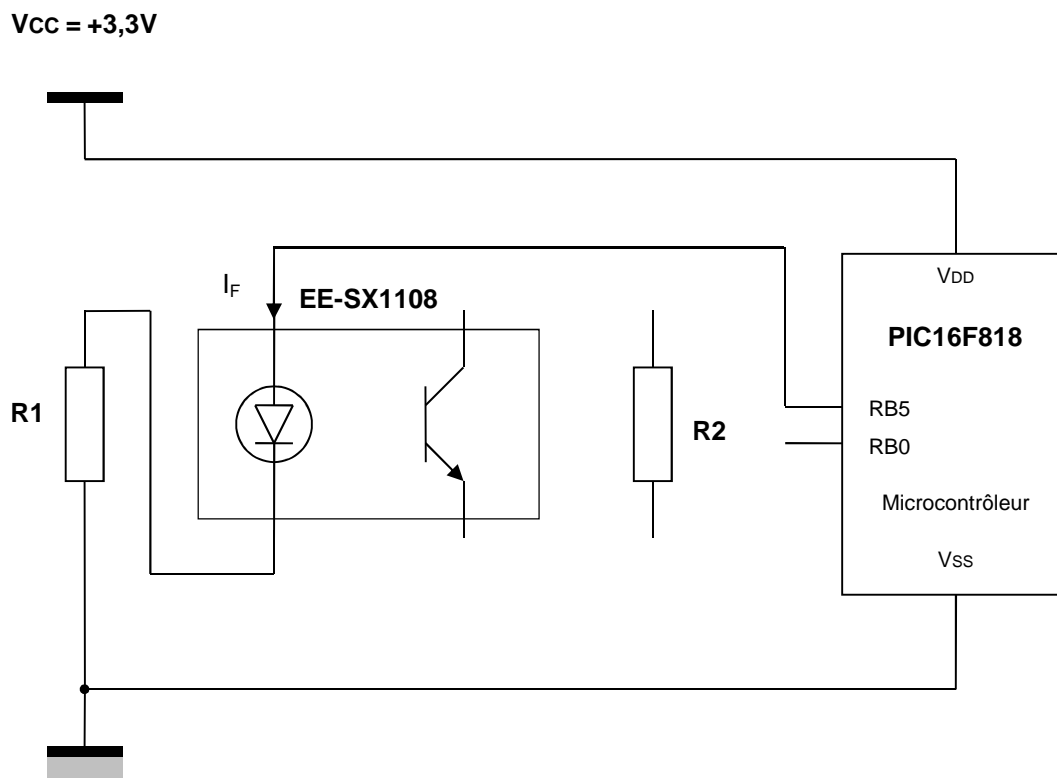 VCC = +3,3V
IF
EE-SX1108
VDD
PIC16F818
R1
R2
RB5
RB0
Microcontrôleur
VSS